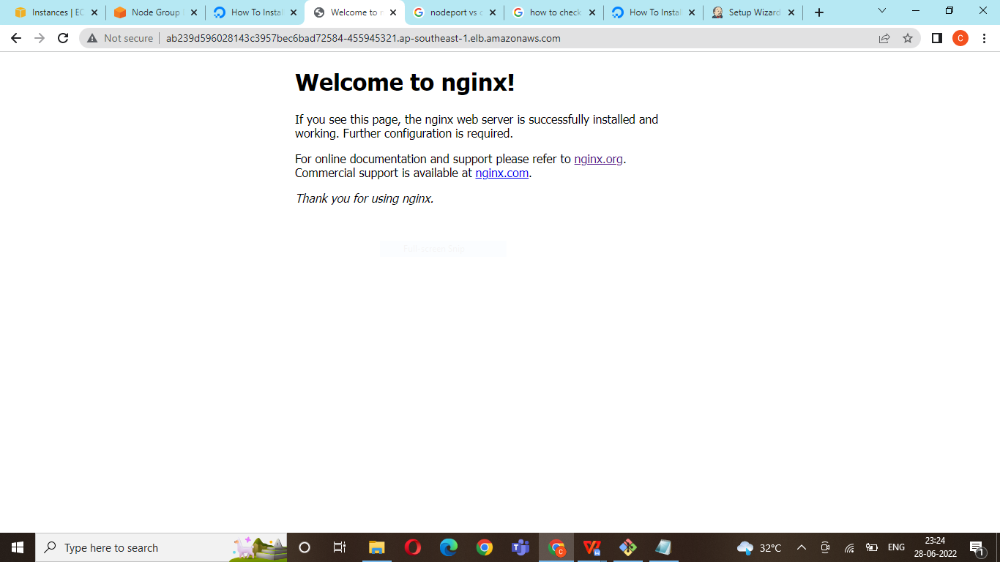 Instances | EC
Node Group
How To Instal
Welcome to n
nodeport vs c
how to check
How To Instal
Setup Wizard
Not secure
ab239d596028143c3957bec6bad72584-455945321.ap-southeast-1.elb.amazonaws.com
C
Welcome to nginx!
If you see this page, the nginx web server is successfully installed and
working. Further configuration is required.
For online documentation and support please refer to nginx.org.
Commercial support is available at nginx.com.
Thank you for using nginx.
Full-screen Snip
Type here to search
32°C
ENG
23:24
28-06-2022
1